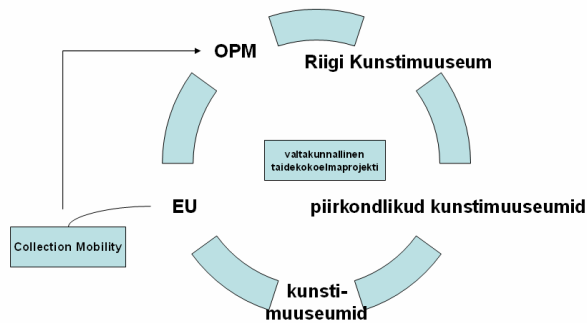 OPM
Riigi Kunstimuuseum
valtakunnallinen
taidekokoelmaprojekti
EU
piirkondlikud kunstimuuseumid
Collection Mobility
kunsti-
muuseumid